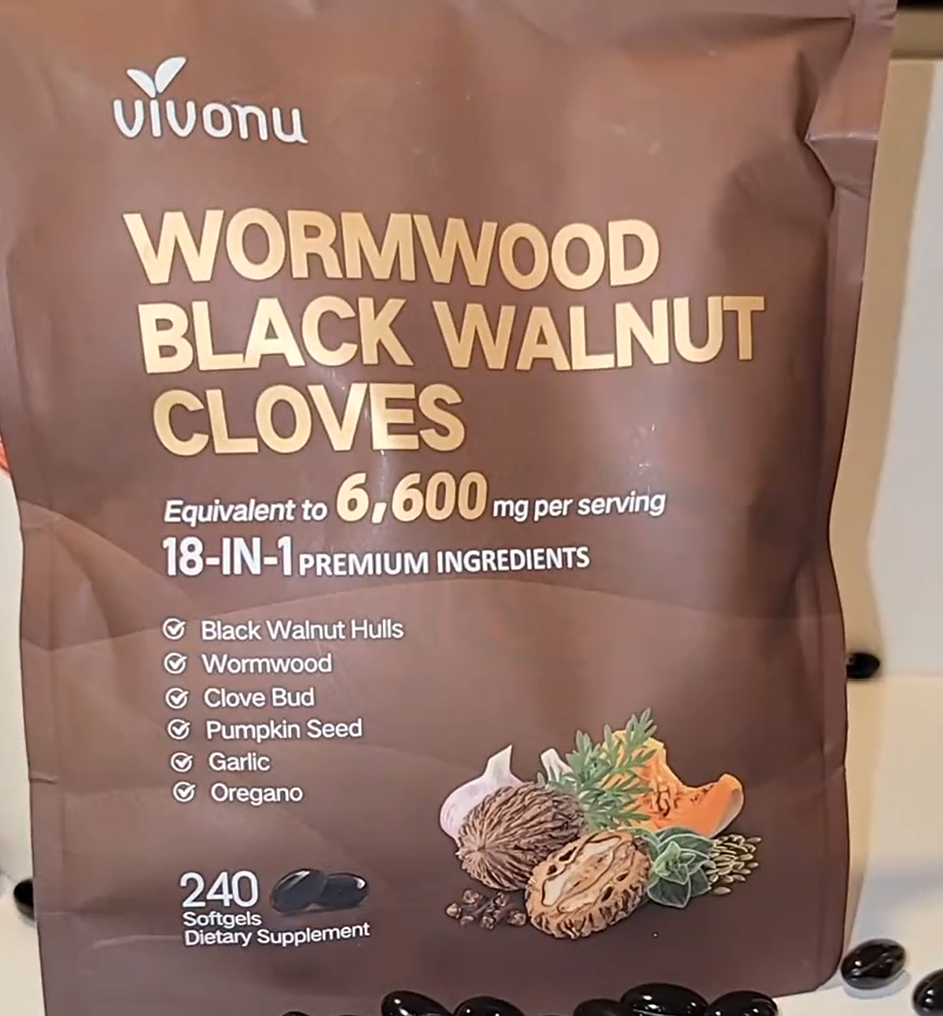 vivonu
WORMWOOD
BLACK WALNUT
CLOVES
Equivalent to 6,600 mg per serving
18-IN-1 PREMIUM INGREDIENTS
Black Walnut Hulls
Wormwood
Clove Bud
Pumpkin Seed
Garlic
Oregano
240
Softgels
Dietary Supplement